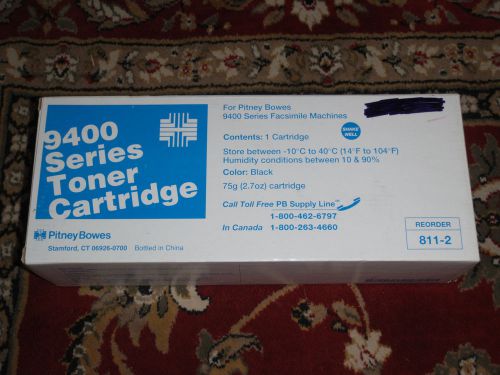 9400
Series
Toner
Cartridge
Pitney Bowes
Stamford, CT 06926-0700 Bottled in China
For Pitney Bowes
9400 Series Facsimile Machines
Contents: 1 Cartridge
SHAKE
WELL
Store between -10°C to 40°C (14°F to 104°F)
Humidity conditions between 10 & 90%
Color: Black
75g (2.7oz) cartridge
Call Toll Free PB Supply Line™
1-800-462-6797
In Canada 1-800-263-4660
REORDER
811-2